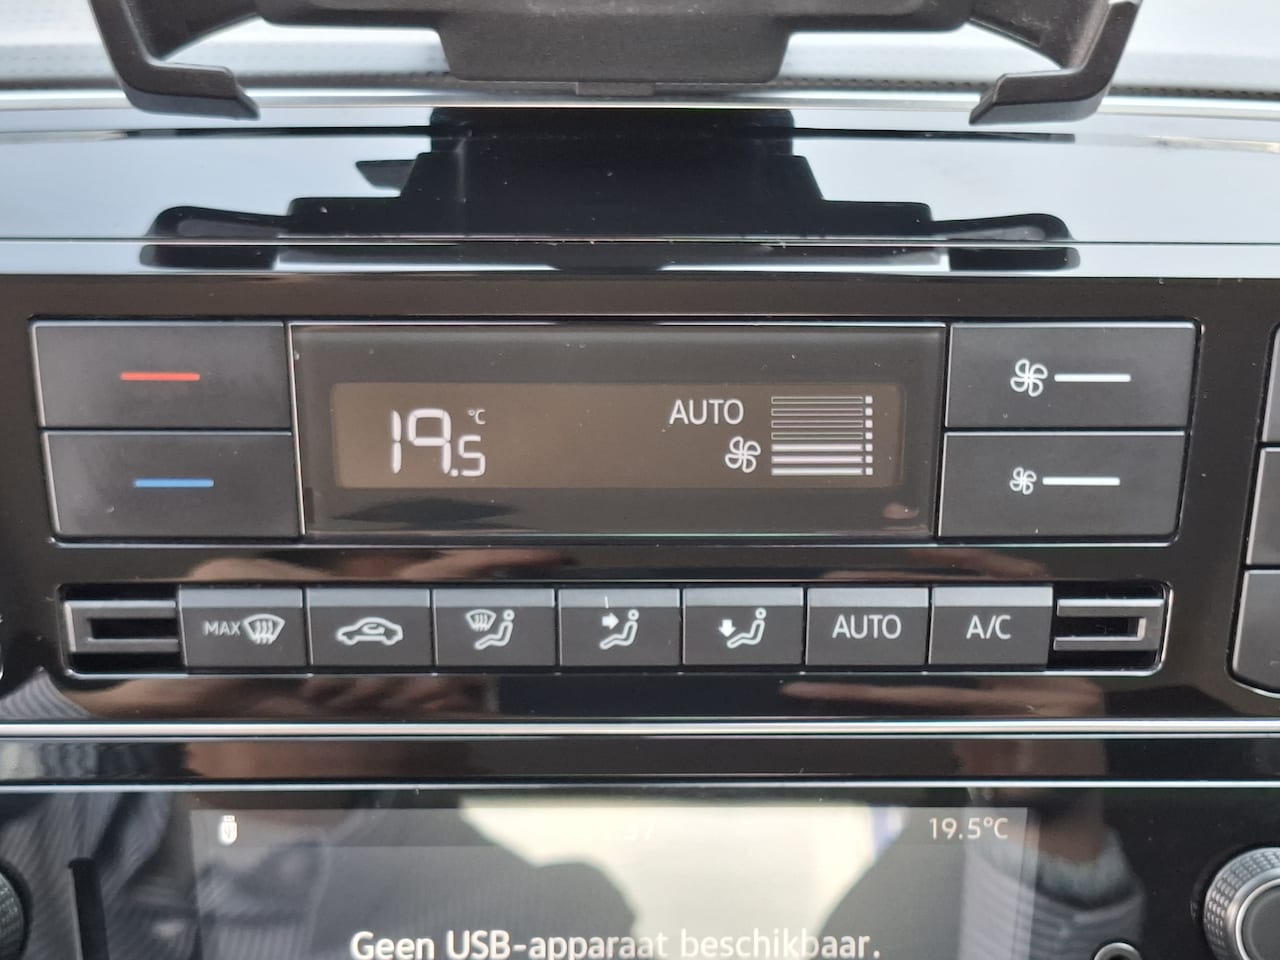 19.5 °C AUTO
MAX AUTO A/C
19.5°C
Geen USB-apparaat beschikbaar.